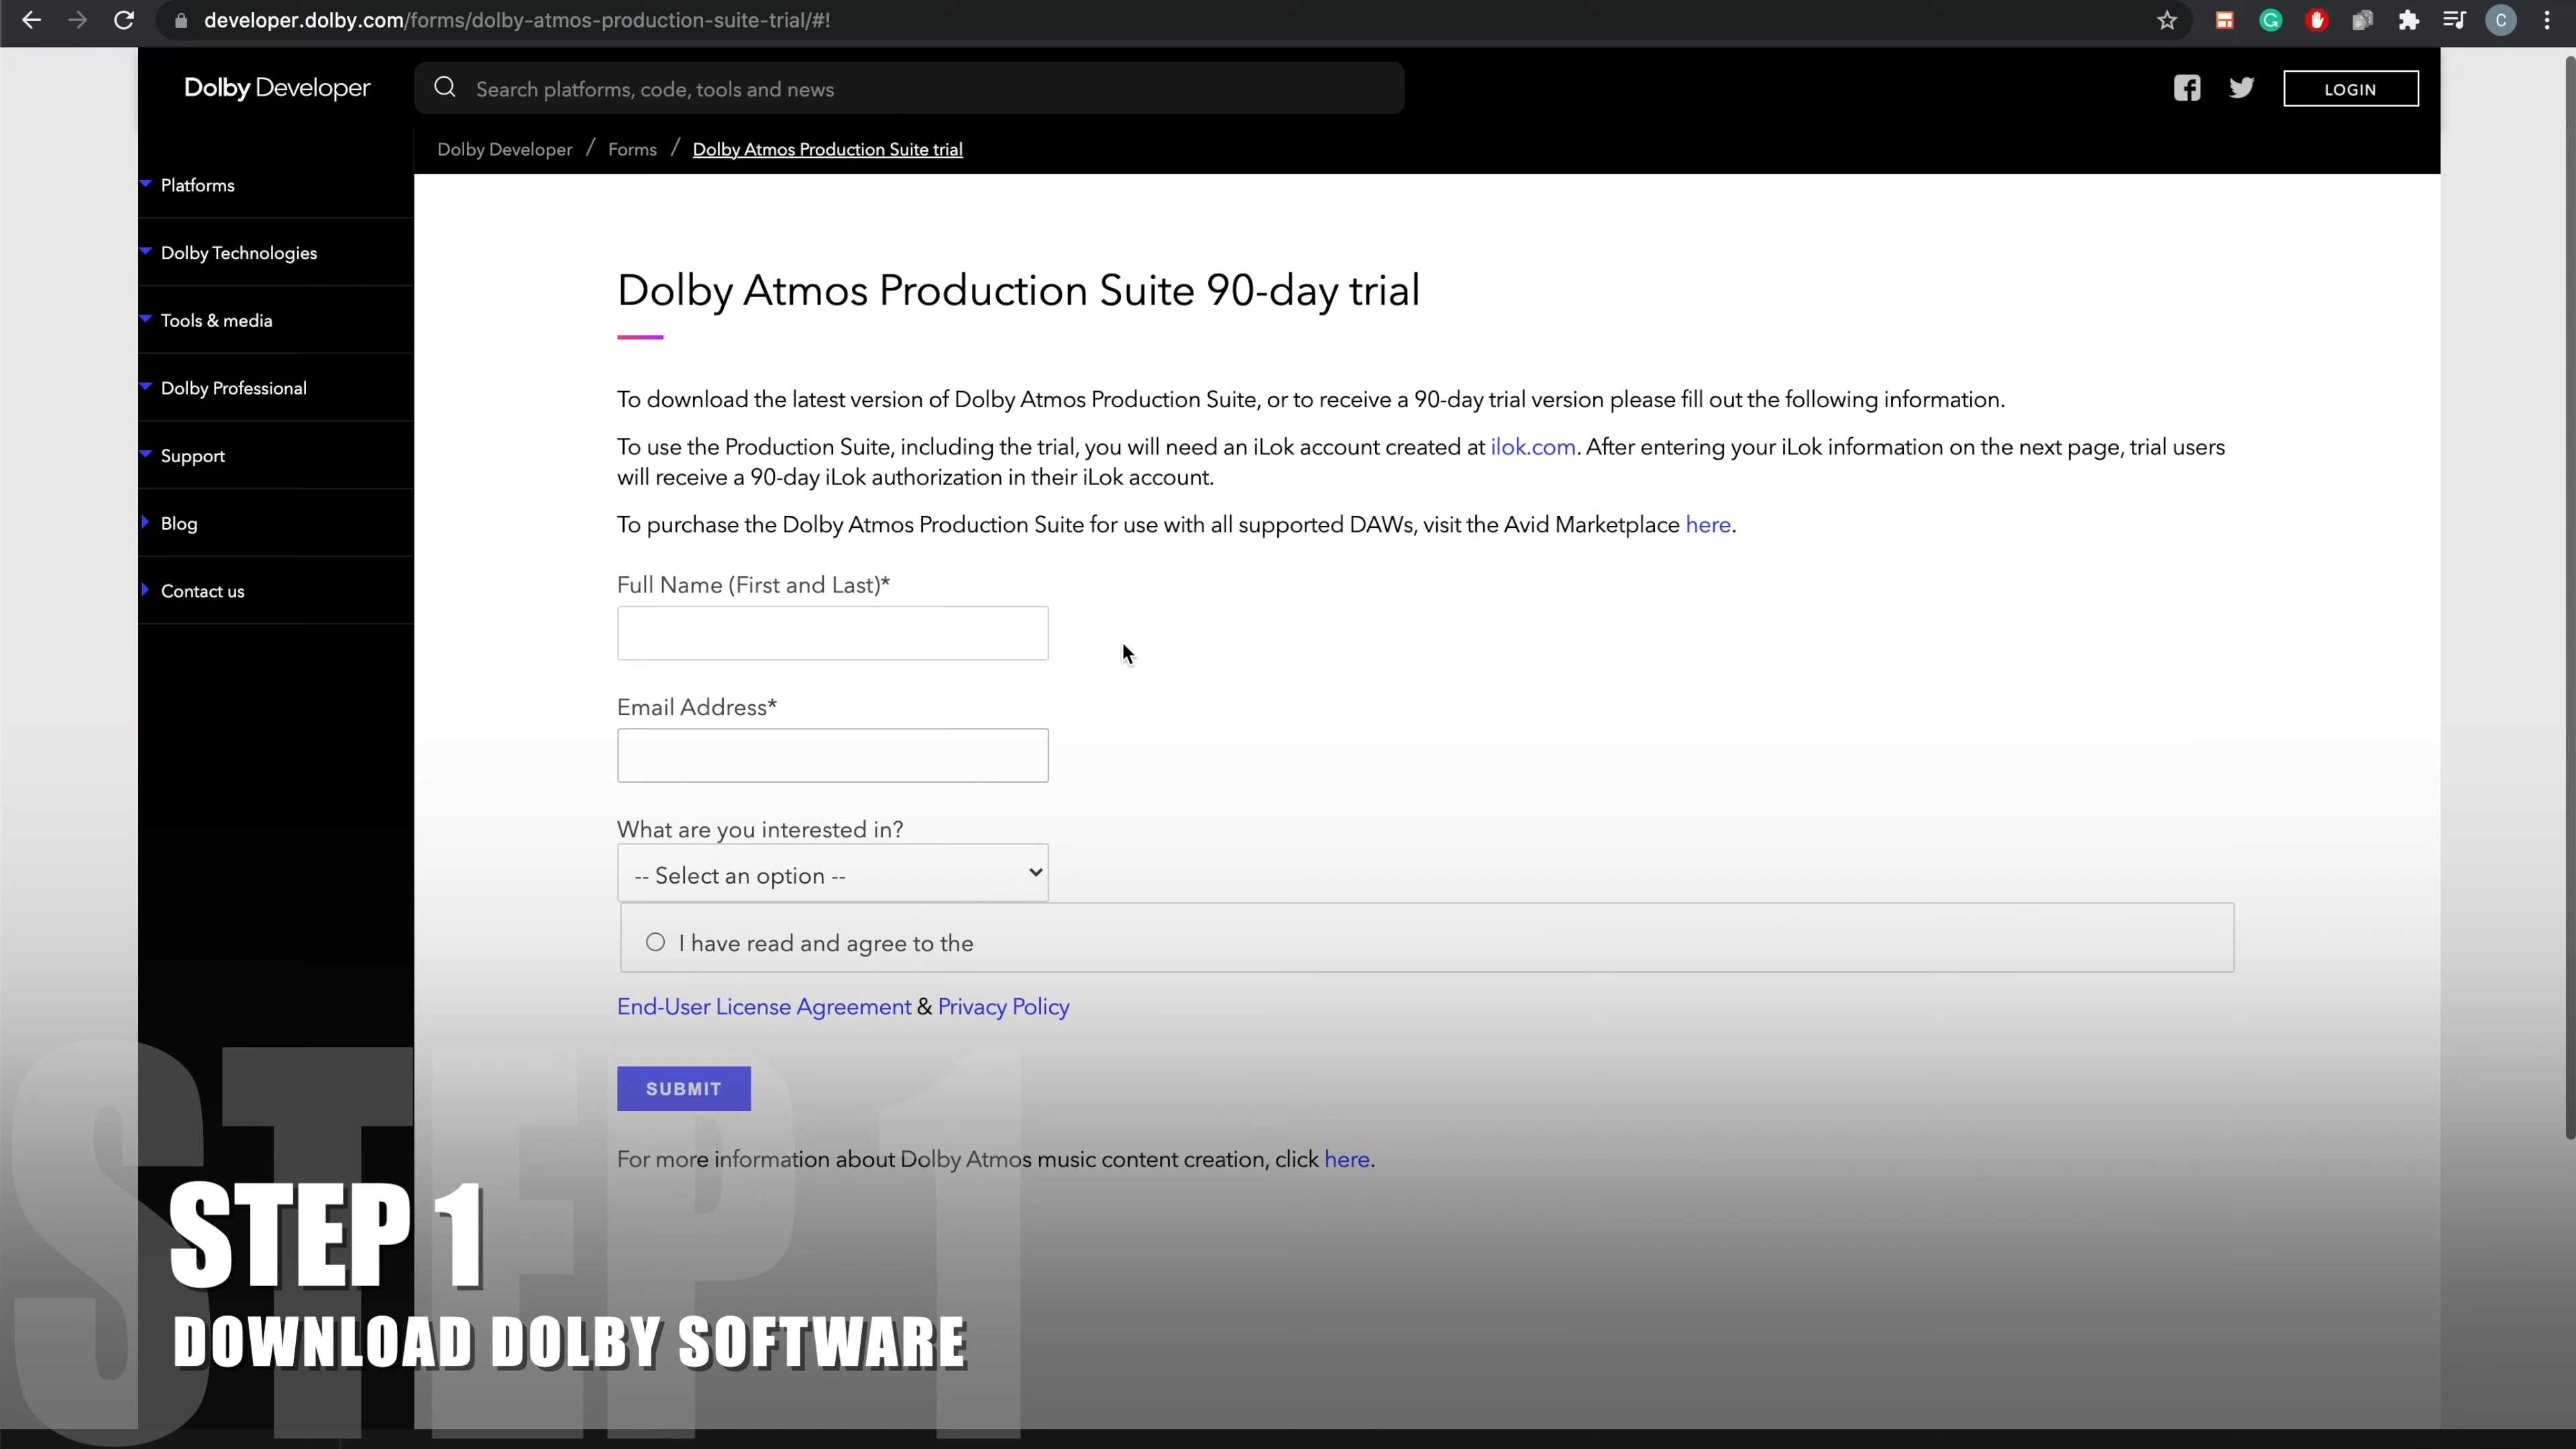 developer.dolby.com/forms/dolby-atmos-production-suite-trial/#!
C
Dolby Developer
Search platforms, code, tools and news
LOGIN
Dolby Developer / Forms / Dolby Atmos Production Suite trial
Platforms
Dolby Technologies
Tools & media
Dolby Professional
Support
Blog
Contact us
Dolby Atmos Production Suite 90-day trial
To download the latest version of Dolby Atmos Production Suite, or to receive a 90-day trial version please fill out the following information.
To use the Production Suite, including the trial, you will need an iLok account created at ilok.com. After entering your iLok information on the next page, trial users
will receive a 90-day iLok authorization in their iLok account.
To purchase the Dolby Atmos Production Suite for use with all supported DAWs, visit the Avid Marketplace here.
Full Name (First and Last)*
Email Address*
What are you interested in?
-- Select an option --
I have read and agree to the
End-User License Agreement & Privacy Policy
SUBMIT
For more information about Dolby Atmos music content creation, click here.
STEP 1
STEP 1
DOWNLOAD DOLBY SOFTWARE